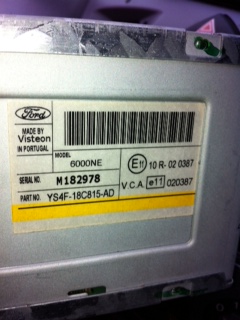 Ford
MADE BY
Visteon
IN PORTUGAL
MODEL
6000NE
E11 10 R- 02 0387
SERIAL NO. M182978
V.C.A. e11 020387
PART NO. YS4F-18C815-AD